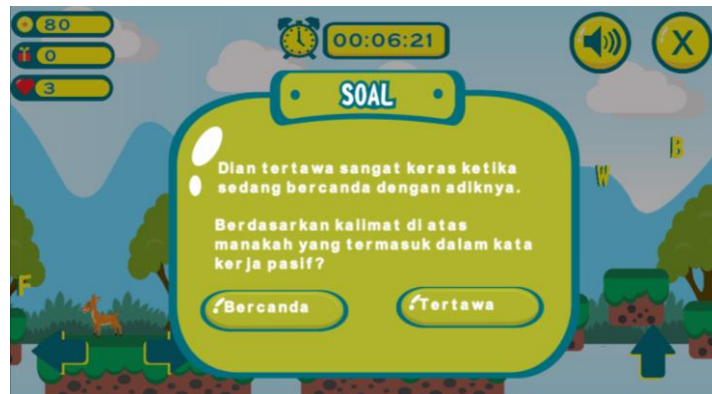 80
0
3
00:06:21
X
SOAL
Dian tertawa sangat keras ketika
sedang bercanda dengan adiknya.
Berdasarkan kalimat di atas
manakah yang termasuk dalam kata
kerja pasif?
Bercanda
Tertawa
B
W
F